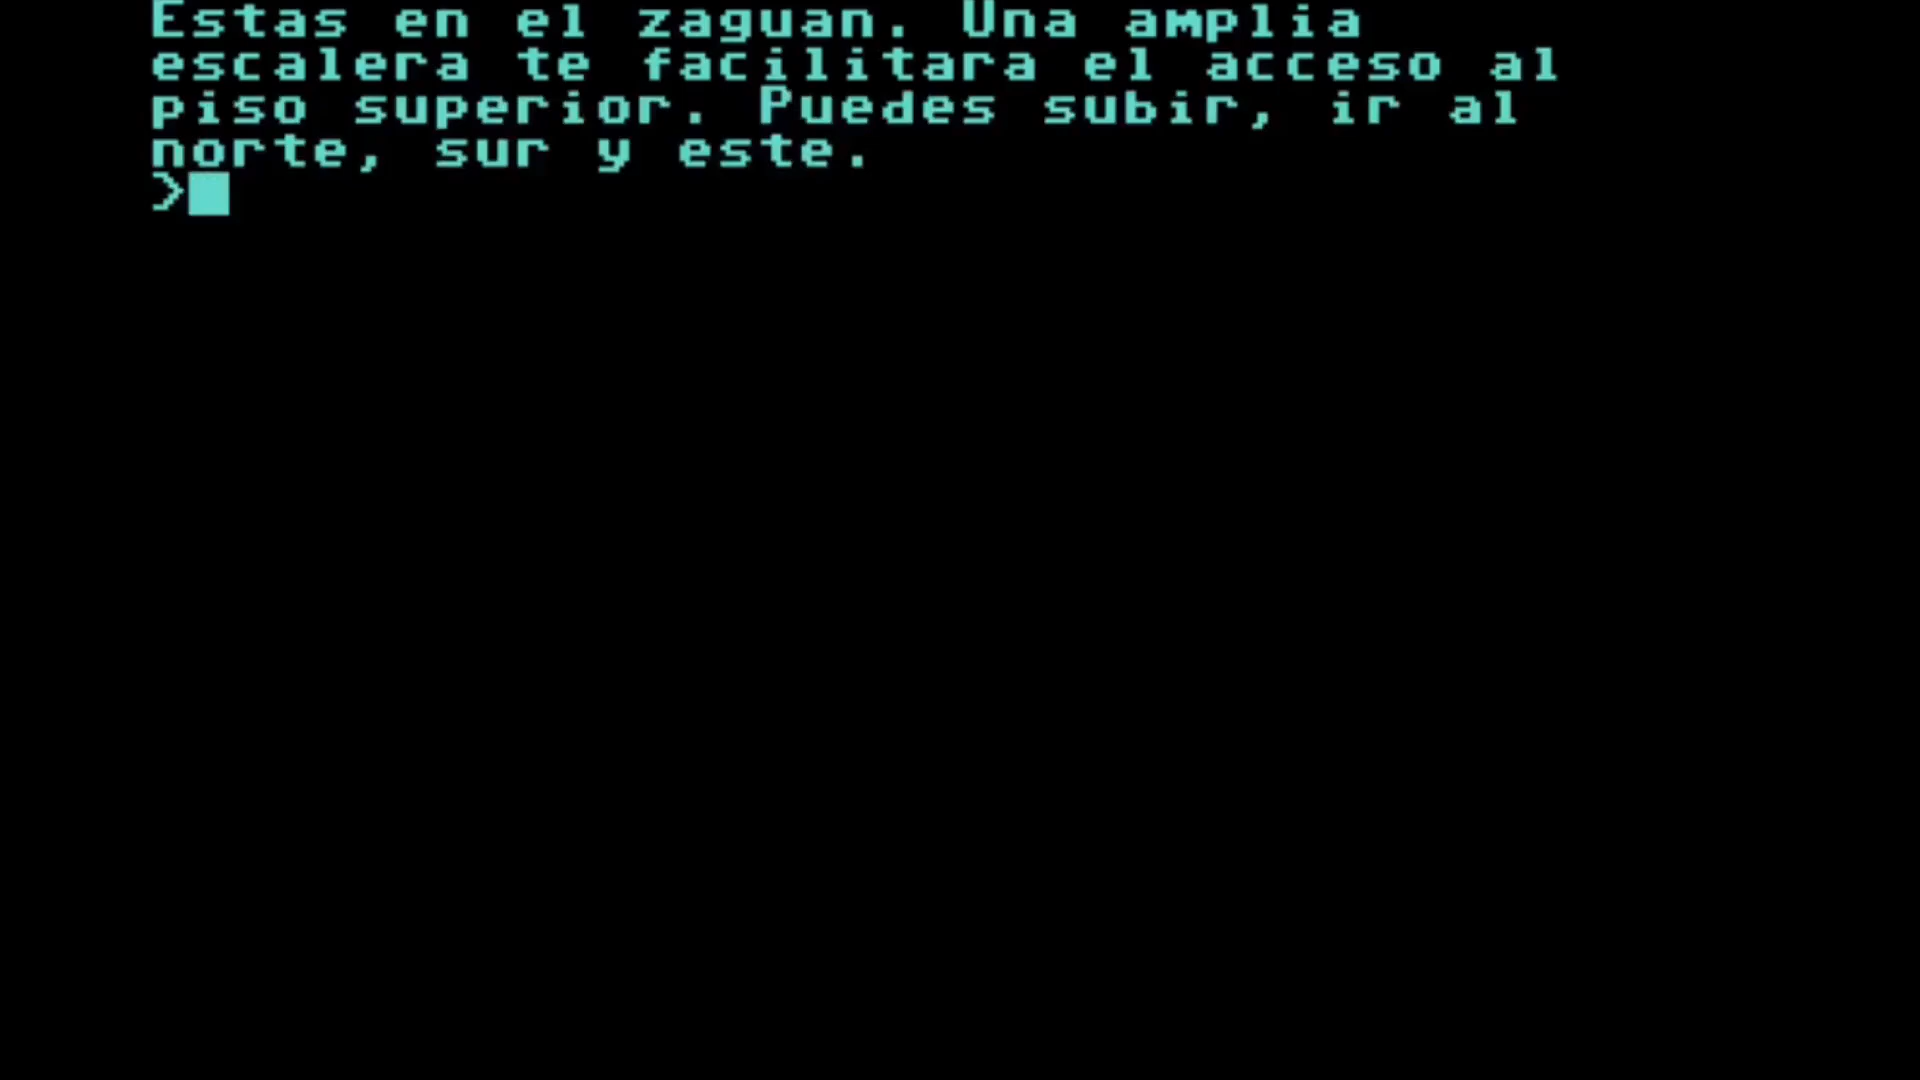 Estas en el zaguan. Una amplia
escalera te facilitara el acceso al
piso superior. Puedes subir, ir al
norte, sur y este.
>